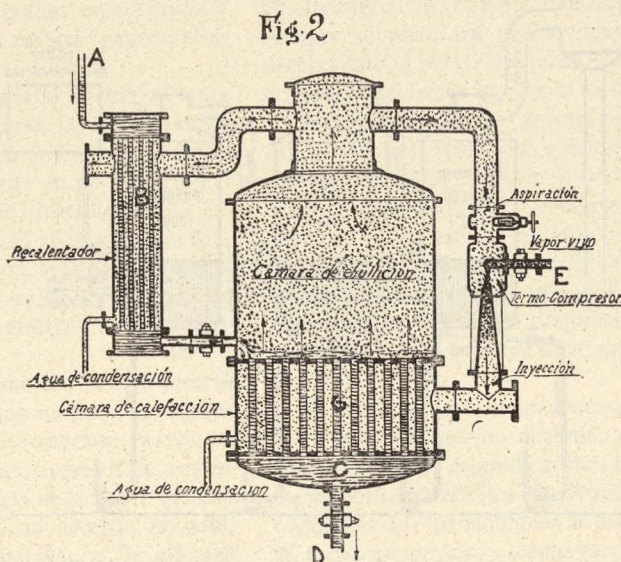 Fig. 2
A
B
Aspiración
Vapor vivo
E
Recalentador
Cámara de ebullición
Termo-Compresor
Agua de condensación
Inyección
Cámara de calefacción
G
C
Agua de condensacion
D